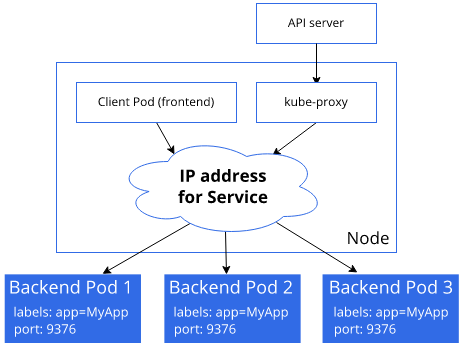 API server
Client Pod (frontend)
kube-proxy
IP address
for Service
Node
Backend Pod 1
labels: app=MyApp
port: 9376
Backend Pod 2
labels: app=MyApp
port: 9376
Backend Pod 3
labels: app=MyApp
port: 9376